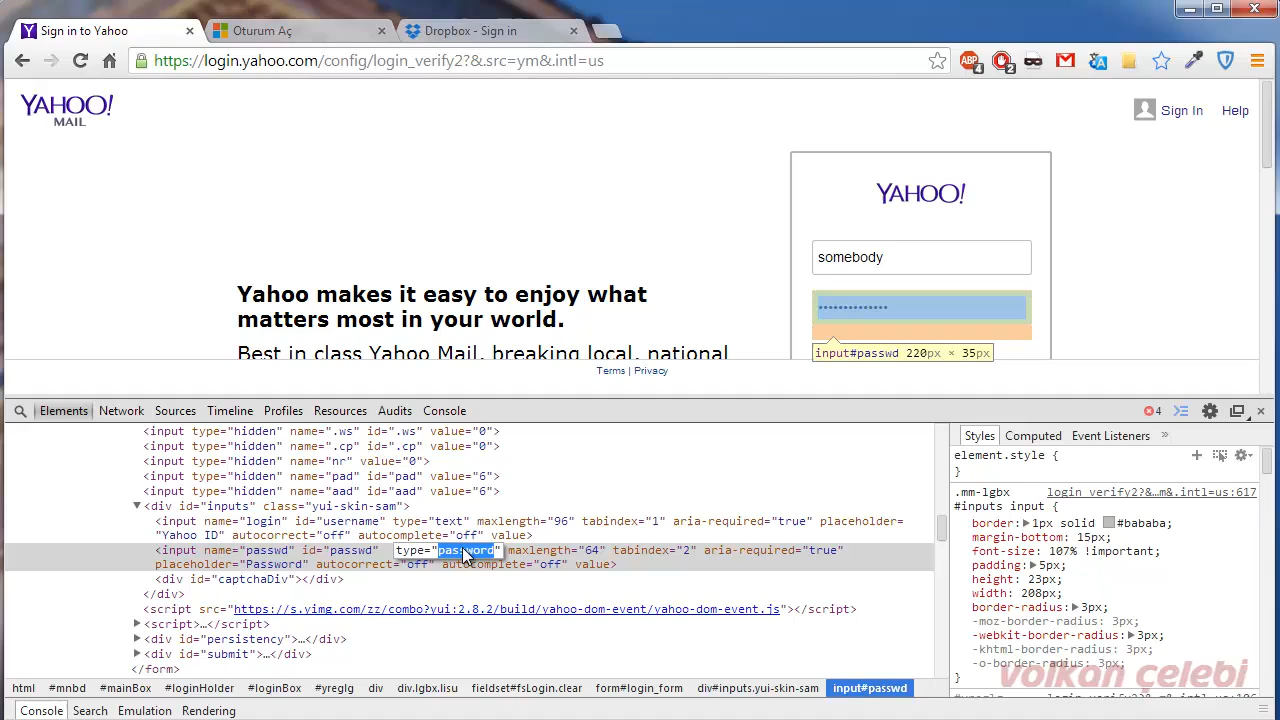 Sign in to Yahoo
Oturum Aç
Dropbox - Sign in
https://login.yahoo.com/config/login_verify2?&.src=ym&.intl=us
4
2
YAHOO!
MAIL
Sign In
Help
YAHOO!
somebody
••••••••••••••
Yahoo makes it easy to enjoy what
matters most in your world.
Best in class Yahoo Mail, breaking local, national
input#passwd 220px × 35px
Terms | Privacy
Elements Network Sources Timeline Profiles Resources Audits Console
4
<input type="hidden" name=".ws" id=".ws" value="0">
<input type="hidden" name=".cp" id=".cp" value="0">
<input type="hidden" name="nr" value="0">
<input type="hidden" name="pad" id="pad" value="6">
<input type="hidden" name="aad" id="aad" value="6">
<div id="inputs" class="yui-skin-sam">
<input name="login" id="username" type="text" maxlength="96" tabindex="1" aria-required="true" placeholder=
"Yahoo ID" autocorrect="off" autocomplete="off" value>
<input name="passwd" id="passwd" type="password" maxlength="64" tabindex="2" aria-required="true"
placeholder="Password" autocorrect="off" autocomplete="off" value>
<div id="captchaDiv"></div>
</div>
<script src="https://s.yimg.com/zz/combo?yui:2.8.2/build/yahoo-dom-event/yahoo-dom-event.js"></script>
<script>…</script>
<div id="persistency">…</div>
<div id="submit">…</div>
</form>
Styles Computed Event Listeners »
element.style {
}
.mm-lgbx login_verify2?&…m&.intl=us:617
#inputs input {
border: 1px solid #bababa;
margin-bottom: 15px;
font-size: 107% !important;
padding: 5px;
height: 23px;
width: 208px;
border-radius: 3px;
-moz-border-radius: 3px;
-webkit-border-radius: 3px;
-khtml-border-radius: 3px;
-o-border-radius: 3px;
}
volkan çelebi
html #mnbd #mainBox #loginHolder #loginBox #yreglg div div.lgbx.lisu fieldset#fsLogin.clear form#login_form div#inputs.yui-skin-sam input#passwd
Console Search Emulation Rendering